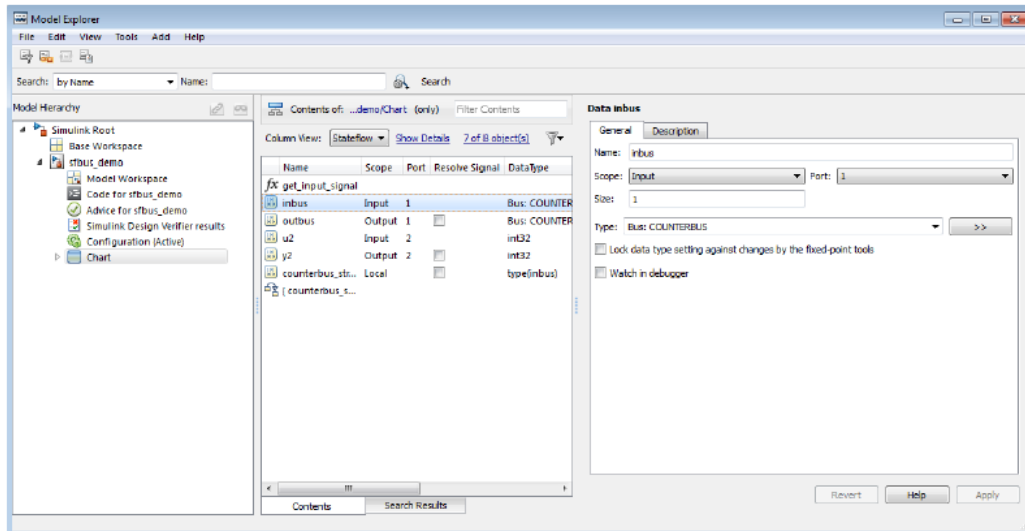 Model Explorer
File Edit View Tools Add Help
Search: by Name Name: Search
Model Hierarchy
Simulink Root
Base Workspace
sfbus_demo
Model Workspace
Code for sfbus_demo
Advice for sfbus_demo
Simulink Design Verifier results
Configuration (Active)
Chart
Contents of: ...demo/Chart (only) Filter Contents
Column View: Stateflow Show Details 7 of 8 object(s)
Name Scope Port Resolve Signal DataType
fx get_input_signal
inbus Input 1 Bus: COUNTER
outbus Output 1 Bus: COUNTER
u2 Input 2 int32
y2 Output 2 int32
counterbus_str... Local type(inbus)
{ counterbus_s...
Contents Search Results
Data inbus
General Description
Name: inbus
Scope: Input Port: 1
Size: 1
Type: Bus: COUNTERBUS >>
Lock data type setting against changes by the fixed-point tools
Watch in debugger
Revert Help Apply